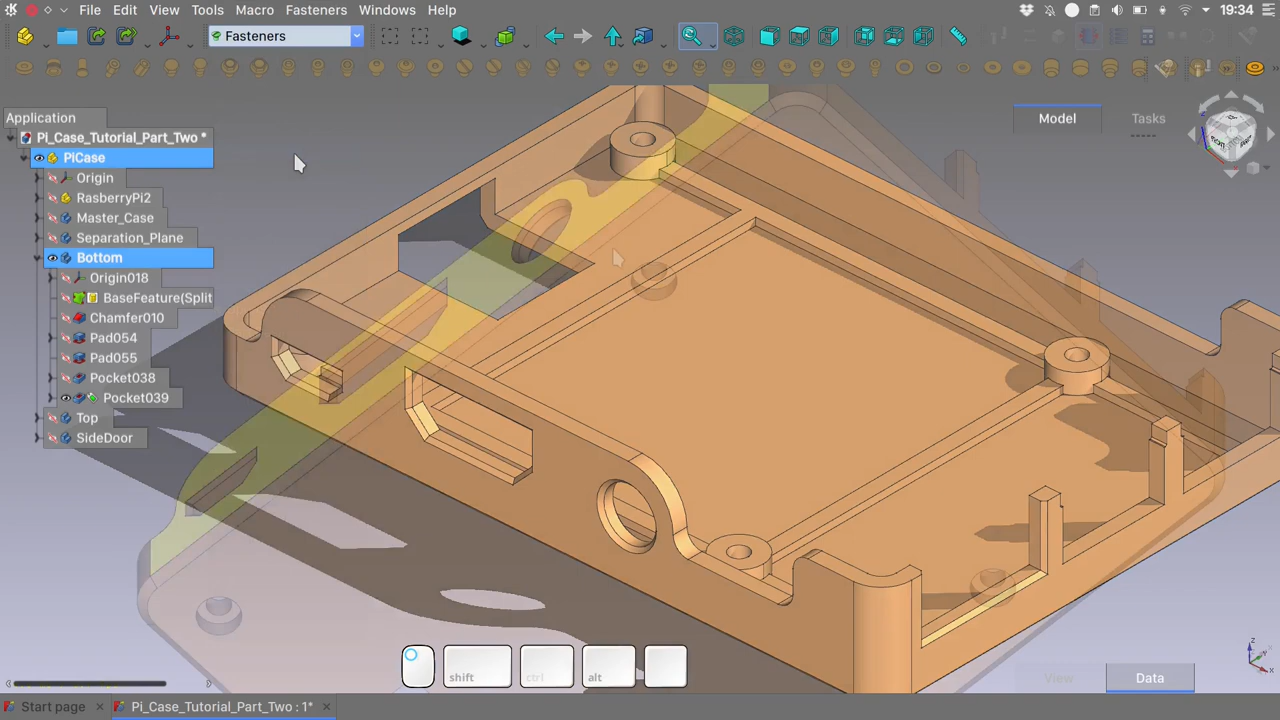 File Edit View Tools Macro Fasteners Windows Help 19:34
Fasteners
Application
Pi_Case_Tutorial_Part_Two *
PiCase
Origin
RasberryPi2
Master_Case
Separation_Plane
Bottom
Origin018
BaseFeature(Split
Chamfer010
Pad054
Pad055
Pocket038
Pocket039
Top
SideDoor
Model Tasks
shift ctrl alt
View Data
Start page Pi_Case_Tutorial_Part_Two : 1*